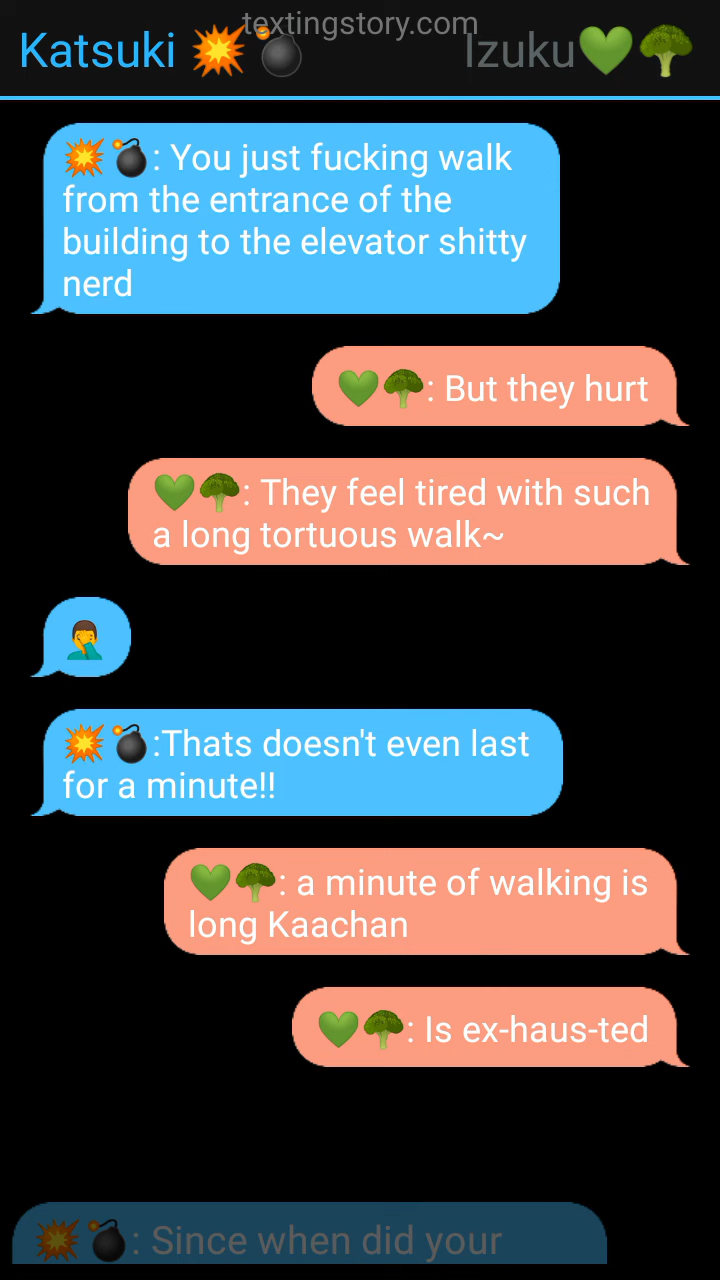 textingstory.com
Katsuki 💥💣 Izuku💚🥦
💥💣: You just fucking walk
from the entrance of the
building to the elevator shitty
nerd
💚🥦: But they hurt
💚🥦: They feel tired with such
a long tortuous walk~
🤦‍♂️
💥💣:Thats doesn't even last
for a minute!!
💚🥦: a minute of walking is
long Kaachan
💚🥦: Is ex-haus-ted
💥💣: Since when did your